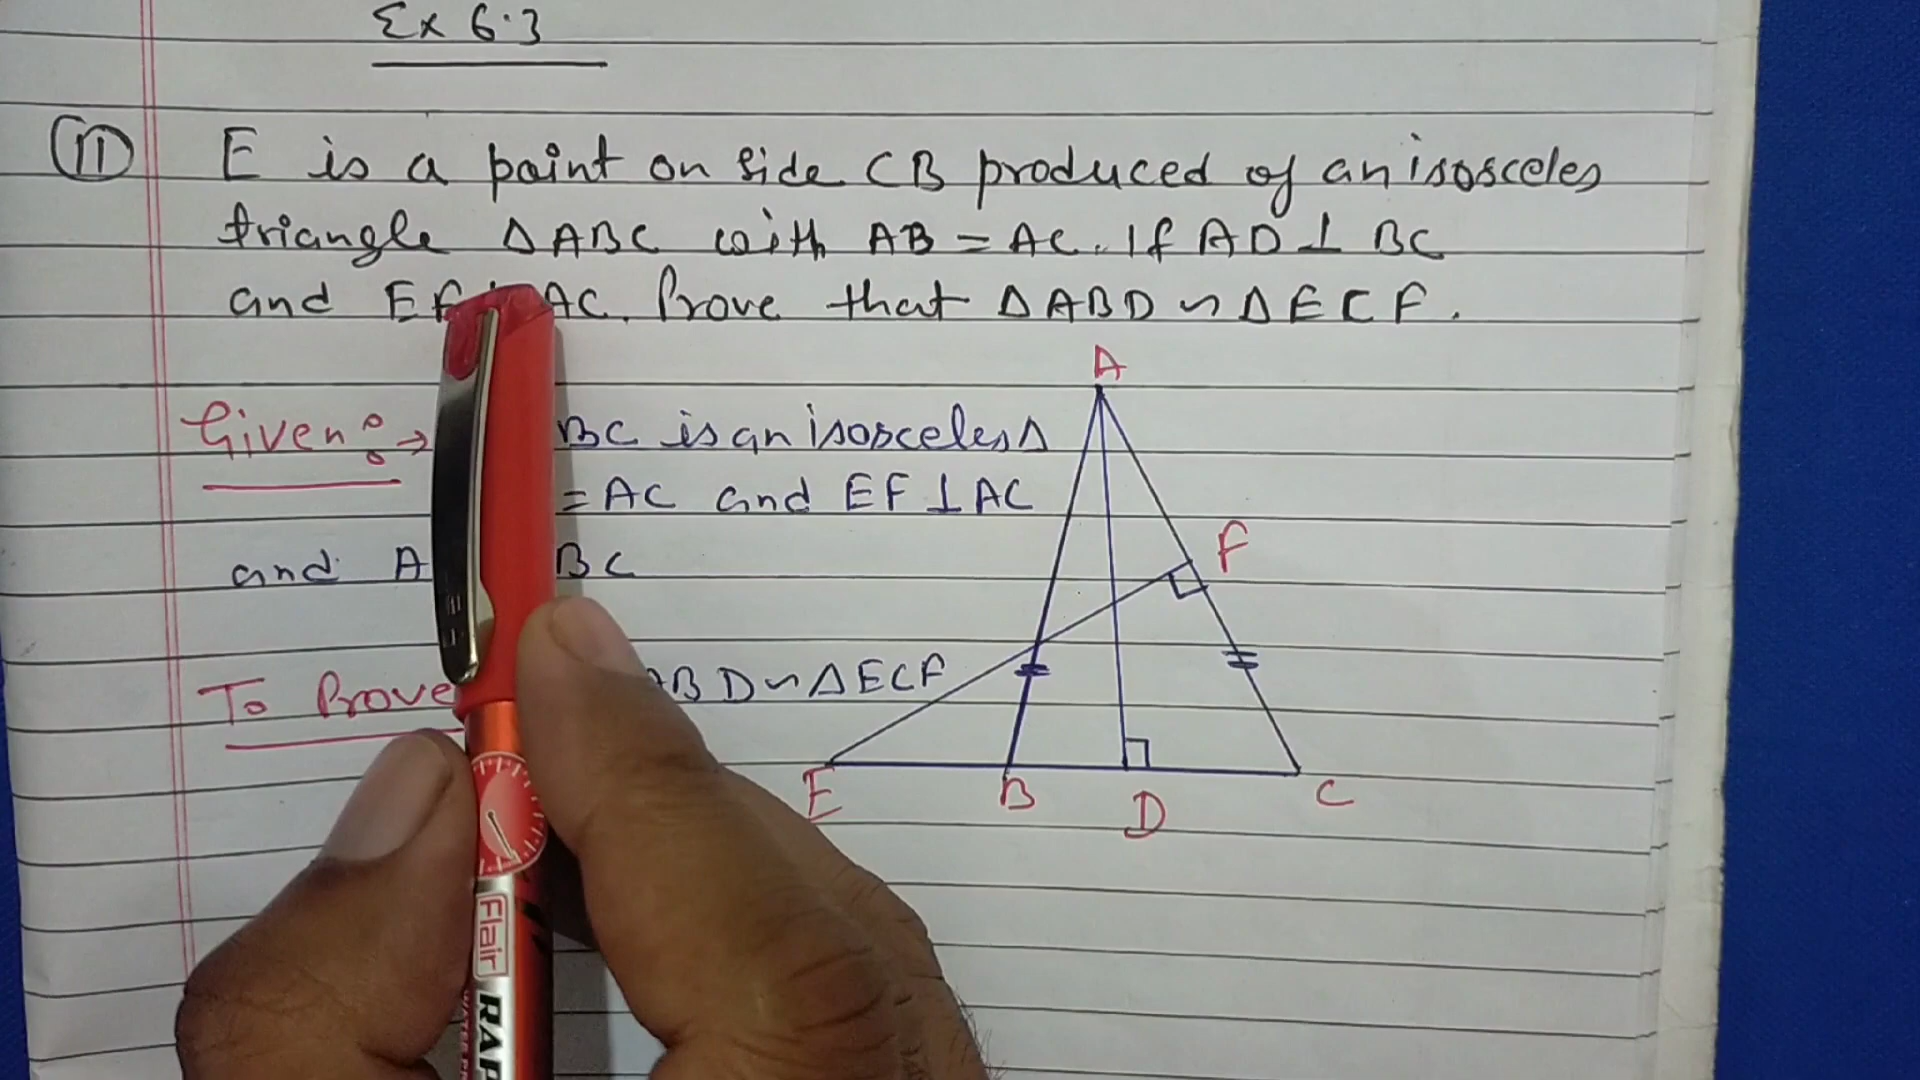 Ex 6.3
11 E is a point on side CB produced of an isosceles
triangle ΔABC with AB = AC. If AD ⊥ BC
and EF ⊥ AC. Prove that ΔABD ~ ΔECF.
A
Given: → BC is an isosceles Δ
= AC and EF ⊥ AC
F
and A BC
To Prove ABD ~ ΔECF
E B D C
Flair